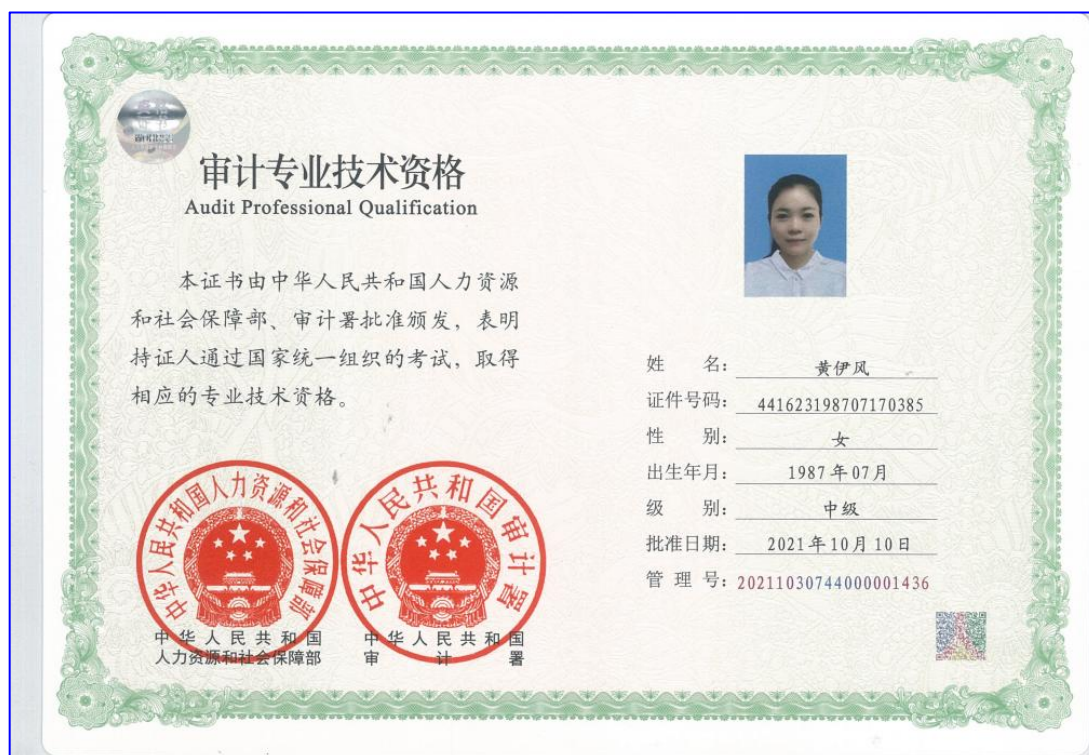 审计专业技术资格
Audit Professional Qualification
本证书由中华人民共和国人力资源
和社会保障部、审计署批准颁发，表明
持证人通过国家统一组织的考试，取得
相应的专业技术资格。
姓 名： 黄伊风
证件号码： 441623198707170385
性 别： 女
出生年月： 1987年07月
级 别： 中级
批准日期： 2021年10月10日
管 理 号：20211030744000001436
中华人民共和国人力资源和社会保障部
中华人民共和国审计署
中华人民共和国
人力资源和社会保障部
中华人民共和国
审计署